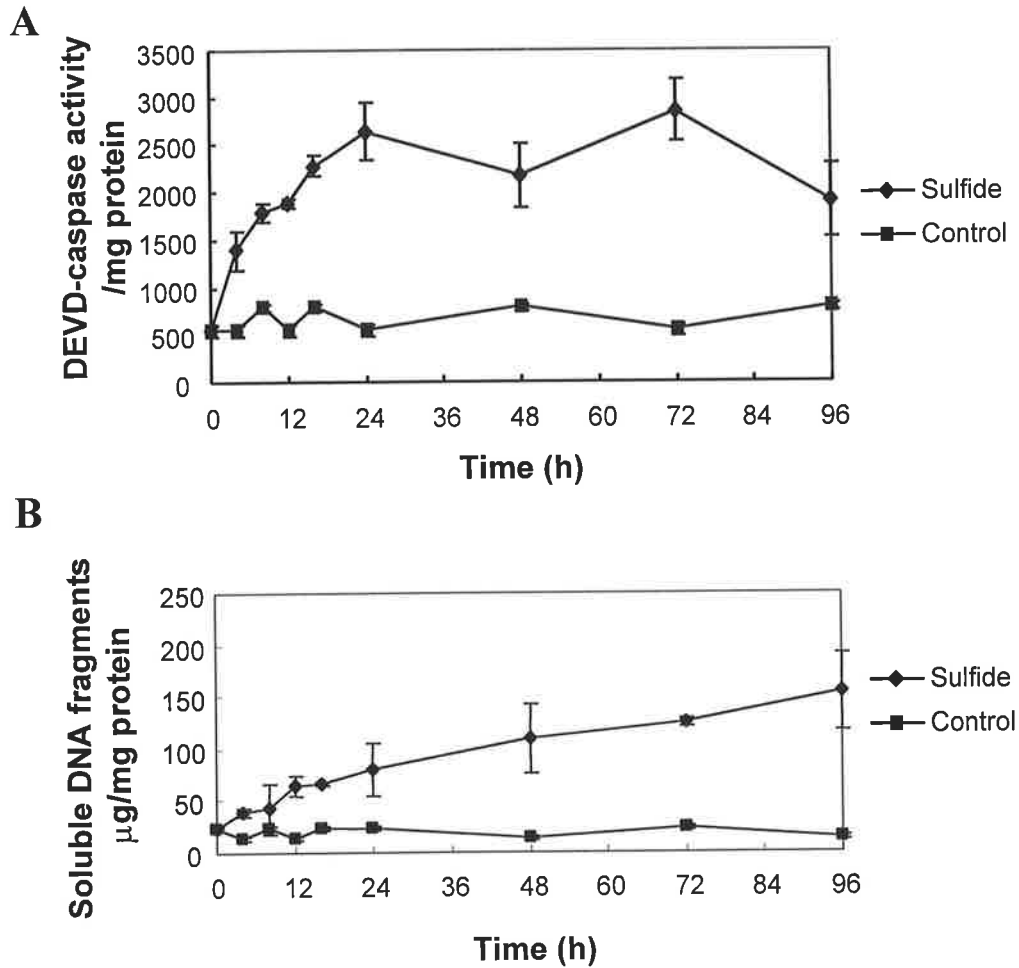 A
DEVD-caspase activity
/mg protein
3500
3000
2500
2000
1500
1000
500
0
0 12 24 36 48 60 72 84 96
Time (h)
Sulfide
Control
B
Soluble DNA fragments
µg/mg protein
250
200
150
100
50
0
0 12 24 36 48 60 72 84 96
Time (h)
Sulfide
Control